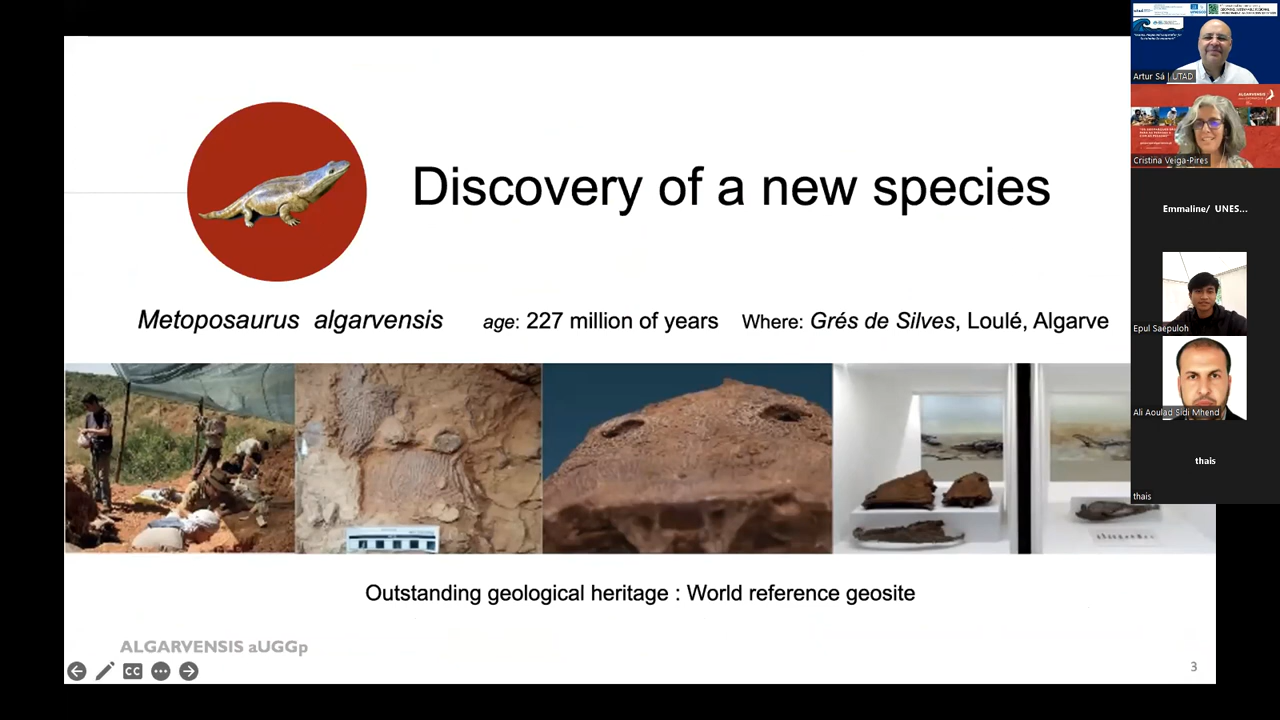 Discovery of a new species
Metoposaurus algarvensis age: 227 million of years Where: Grés de Silves, Loulé, Algarve
Outstanding geological heritage : World reference geosite
ALGARVENSIS aUGGp
CC
3
Artur Sá | UTAD
ALGARVENSIS
Cristina Veiga-Pires
Emmaline/ UNES...
Epul Saepuloh
Ali Aoulad Sidi Mhend
thais
thais